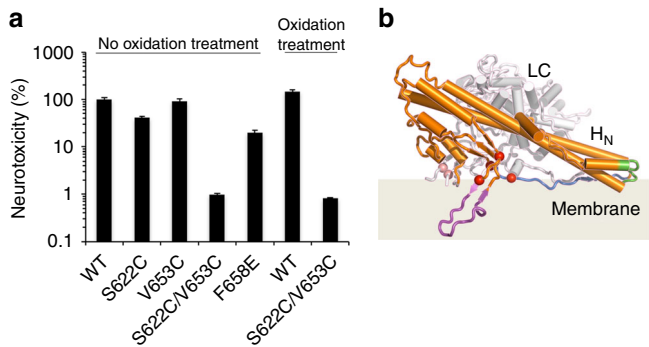 a
Oxidation
No oxidation treatment
treatment
Neurotoxicity (%)
1000
100
10
1
0.1
WT
S622C
V653C
S622C/V653C
F658E
WT
S622C/V653C
b
LC
H_N
Membrane